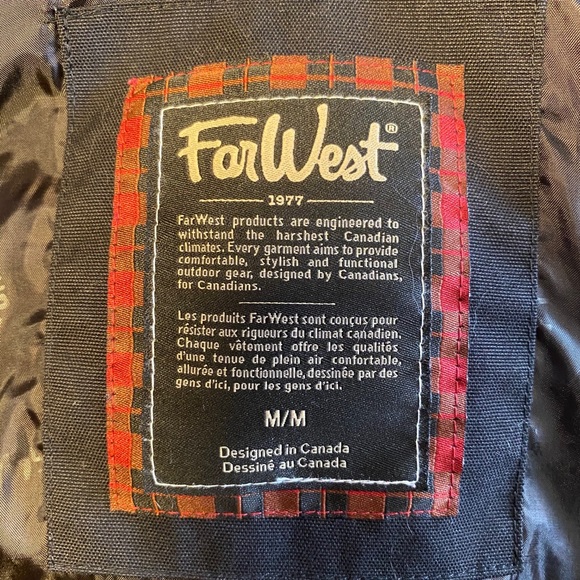 FarWest®
1977
FarWest products are engineered to
withstand the harshest Canadian
climates. Every garment aims to provide
comfortable, stylish and functional
outdoor gear, designed by Canadians,
for Canadians.
Les produits FarWest sont conçus pour
résister aux rigueurs du climat canadien.
Chaque vêtement offre les qualités
d'une tenue de plein air confortable,
allurée et fonctionnelle, dessinée par des
gens d'ici, pour les gens d'ici.
M/M
Designed in Canada
Dessiné au Canada